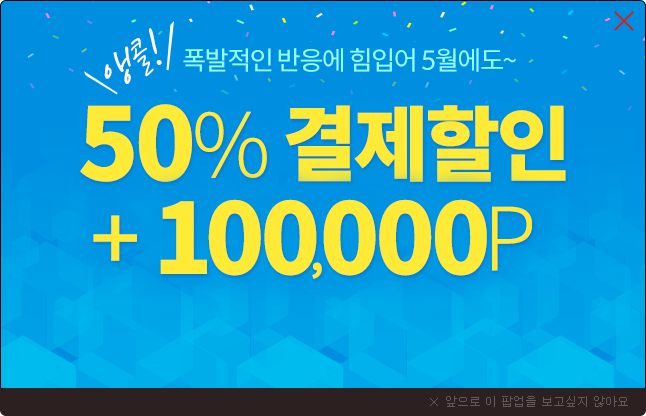 앵콜! 폭발적인 반응에 힘입어 5월에도~
50% 결제할인
+ 100,000P
× 앞으로 이 팝업을 보고싶지 않아요